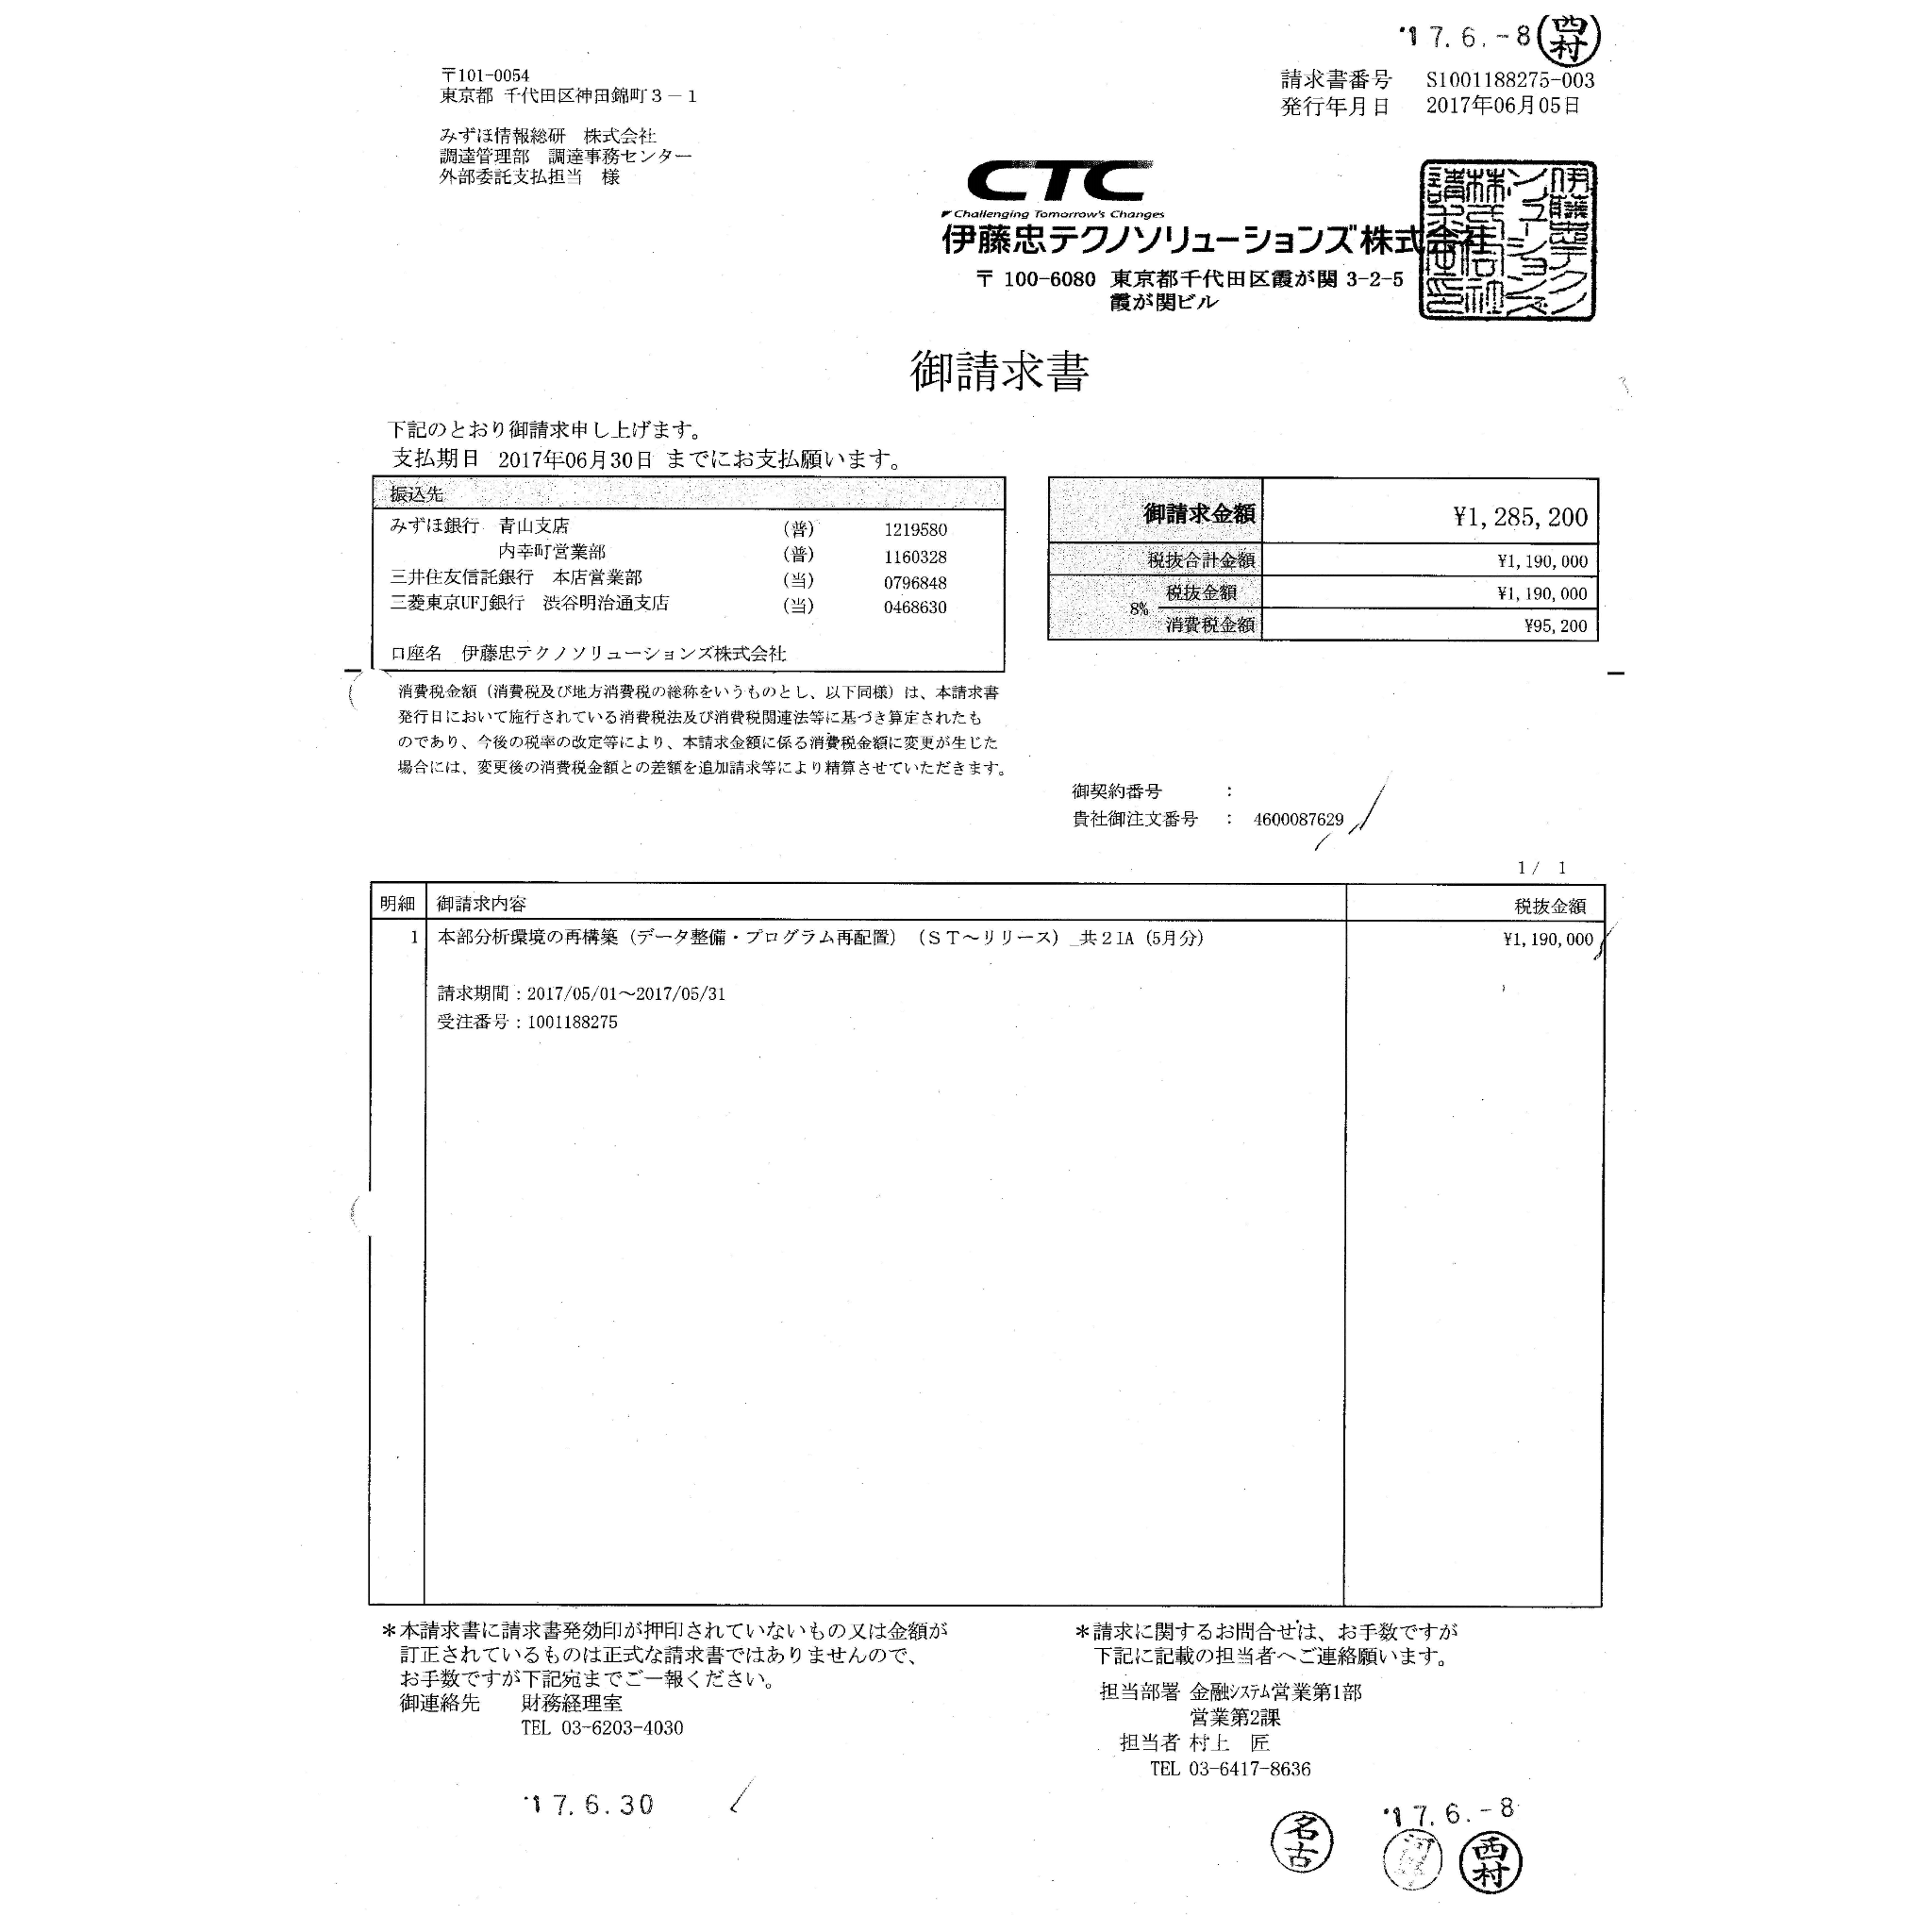 '17.6.-8 西村
請求書番号 S1001188275-003
発行年月日 2017年06月05日
〒101-0054
東京都 千代田区神田錦町3-1
みずほ情報総研 株式会社
調達管理部 調達事務センター
外部委託支払担当 様
CTC
Challenging Tomorrow's Changes
伊藤忠テクノソリューションズ株式会社
〒100-6080 東京都千代田区霞が関 3-2-5
霞が関ビル
御請求書
下記のとおり御請求申し上げます。
支払期日 2017年06月30日 までにお支払願います。
振込先
みずほ銀行 青山支店 (普) 1219580
内幸町営業部 (普) 1160328
三井住友信託銀行 本店営業部 (当) 0796848
三菱東京UFJ銀行 渋谷明治通支店 (当) 0468630
口座名 伊藤忠テクノソリューションズ株式会社
御請求金額 ¥1,285,200
税抜合計金額 ¥1,190,000
8% 税抜金額 ¥1,190,000
消費税金額 ¥95,200
消費税金額(消費税及び地方消費税の総称をいうものとし、以下同様)は、本請求書
発行日において施行されている消費税法及び消費税関連法等に基づき算定されたも
のであり、今後の税率の改定等により、本請求金額に係る消費税金額に変更が生じた
場合には、変更後の消費税金額との差額を追加請求等により精算させていただきます。
御契約番号 :
貴社御注文番号 : 4600087629
1/ 1
明細 御請求内容 税抜金額
1 本部分析環境の再構築(データ整備・プログラム再配置)(ST~リリース)_共21A(5月分) ¥1,190,000
請求期間:2017/05/01~2017/05/31
受注番号:1001188275
*本請求書に請求書発効印が押印されていないもの又は金額が
訂正されているものは正式な請求書ではありませんので、
お手数ですが下記宛までご一報ください。
御連絡先 財務経理室
TEL 03-6203-4030
*請求に関するお問合せは、お手数ですが
下記に記載の担当者へご連絡願います。
担当部署 金融システム営業第1部
営業第2課
担当者 村上 匠
TEL 03-6417-8636
'17.6.30
'17.6.-8
名古
西村